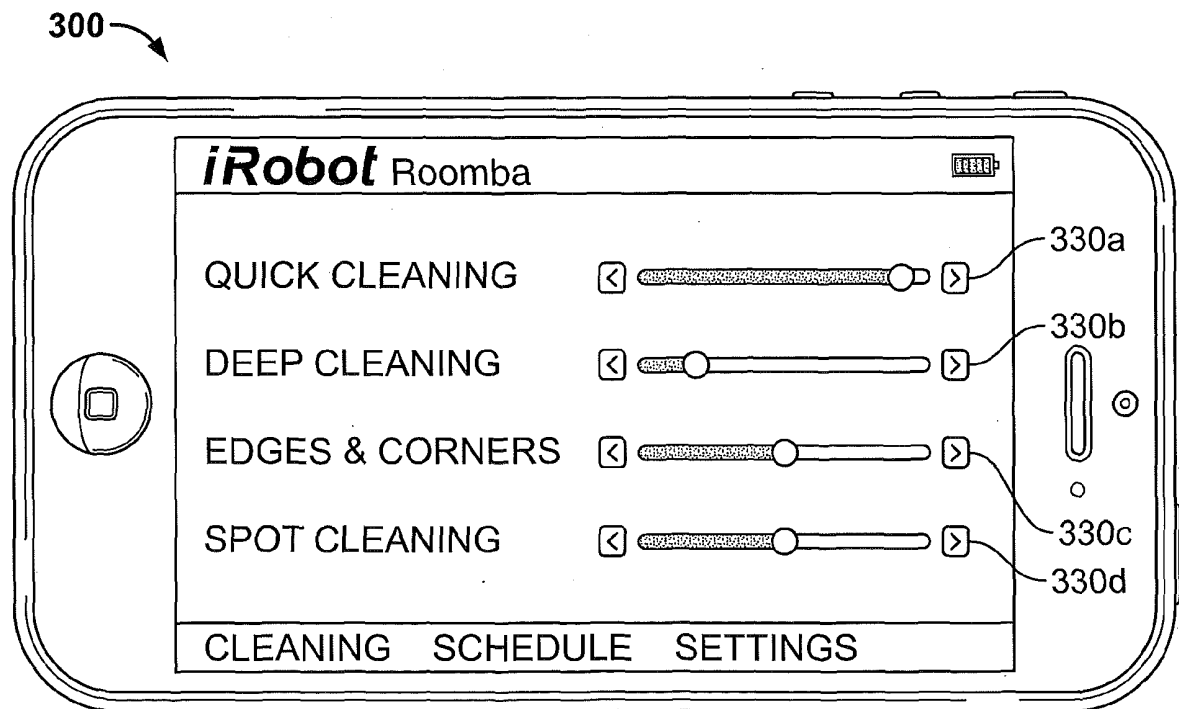 300
iRobot Roomba
330a
QUICK CLEANING
330b
DEEP CLEANING
EDGES & CORNERS
330c
SPOT CLEANING
330d
CLEANING SCHEDULE SETTINGS